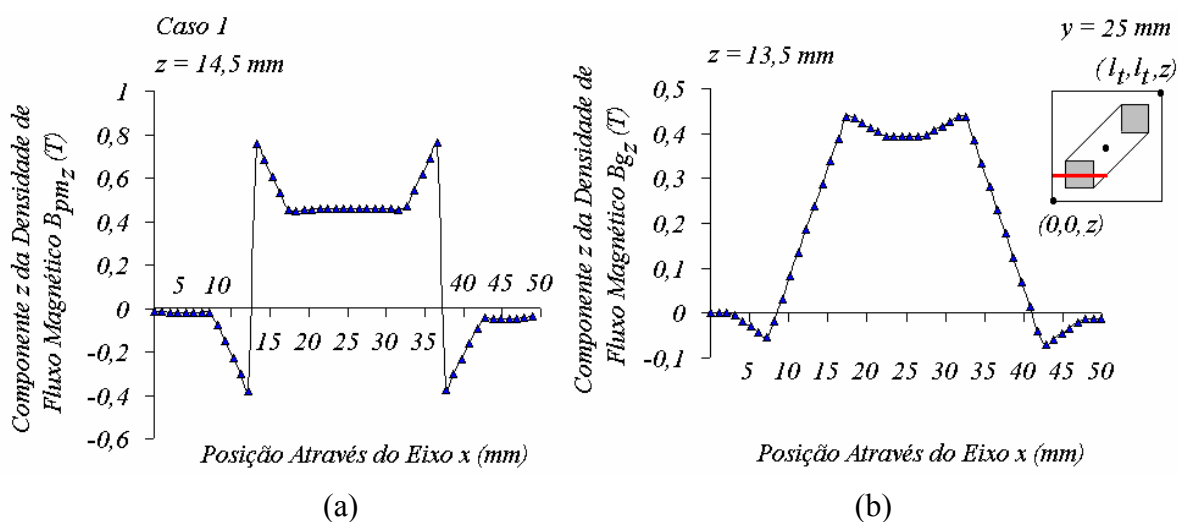 Caso 1
z = 14,5 mm
Componente z da Densidade de
Fluxo Magnético Bpmz (T)
1
0,8
0,6
0,4
0,2
0
-0,2
-0,4
-0,6
5 10 15 20 25 30 35 40 45 50
Posição Através do Eixo x (mm)
(a)
y = 25 mm
z = 13,5 mm
Componente z da Densidade de
Fluxo Magnético Bgz (T)
0,5
0,4
0,3
0,2
0,1
0
-0,1
5 10 15 20 25 30 35 40 45 50
Posição Através do Eixo x (mm)
(lt,lt,z)
(0,0,z)
(b)